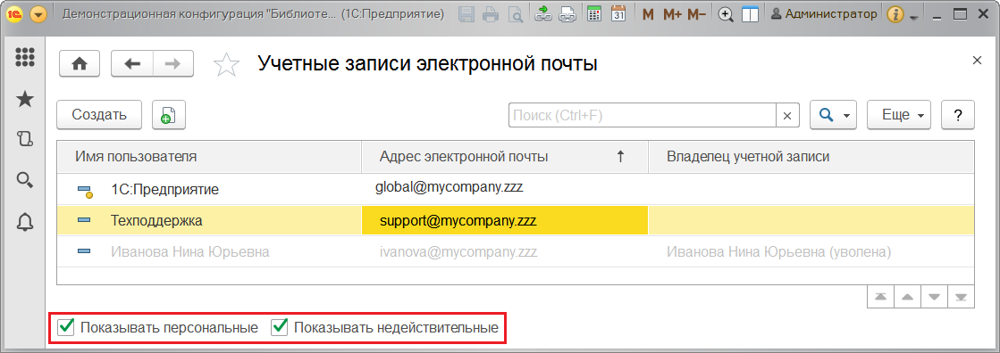 Демонстрационная конфигурация "Библиоте... (1С:Предприятие) M M+ M- 31 Администратор
Учетные записи электронной почты
Создать Поиск (Ctrl+F) × Еще ?
Имя пользователя Адрес электронной почты ↑ Владелец учетной записи
1С:Предприятие global@mycompany.zzz
Техподдержка support@mycompany.zzz
Иванова Нина Юрьевна ivanova@mycompany.zzz Иванова Нина Юрьевна (уволена)
Показывать персональные Показывать недействительные